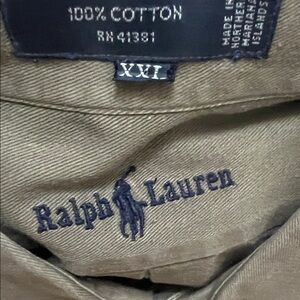 100% COTTON
RN 41381
MADE IN
NORTHERN
MARIANA
ISLANDS
XXL
Ralph Lauren